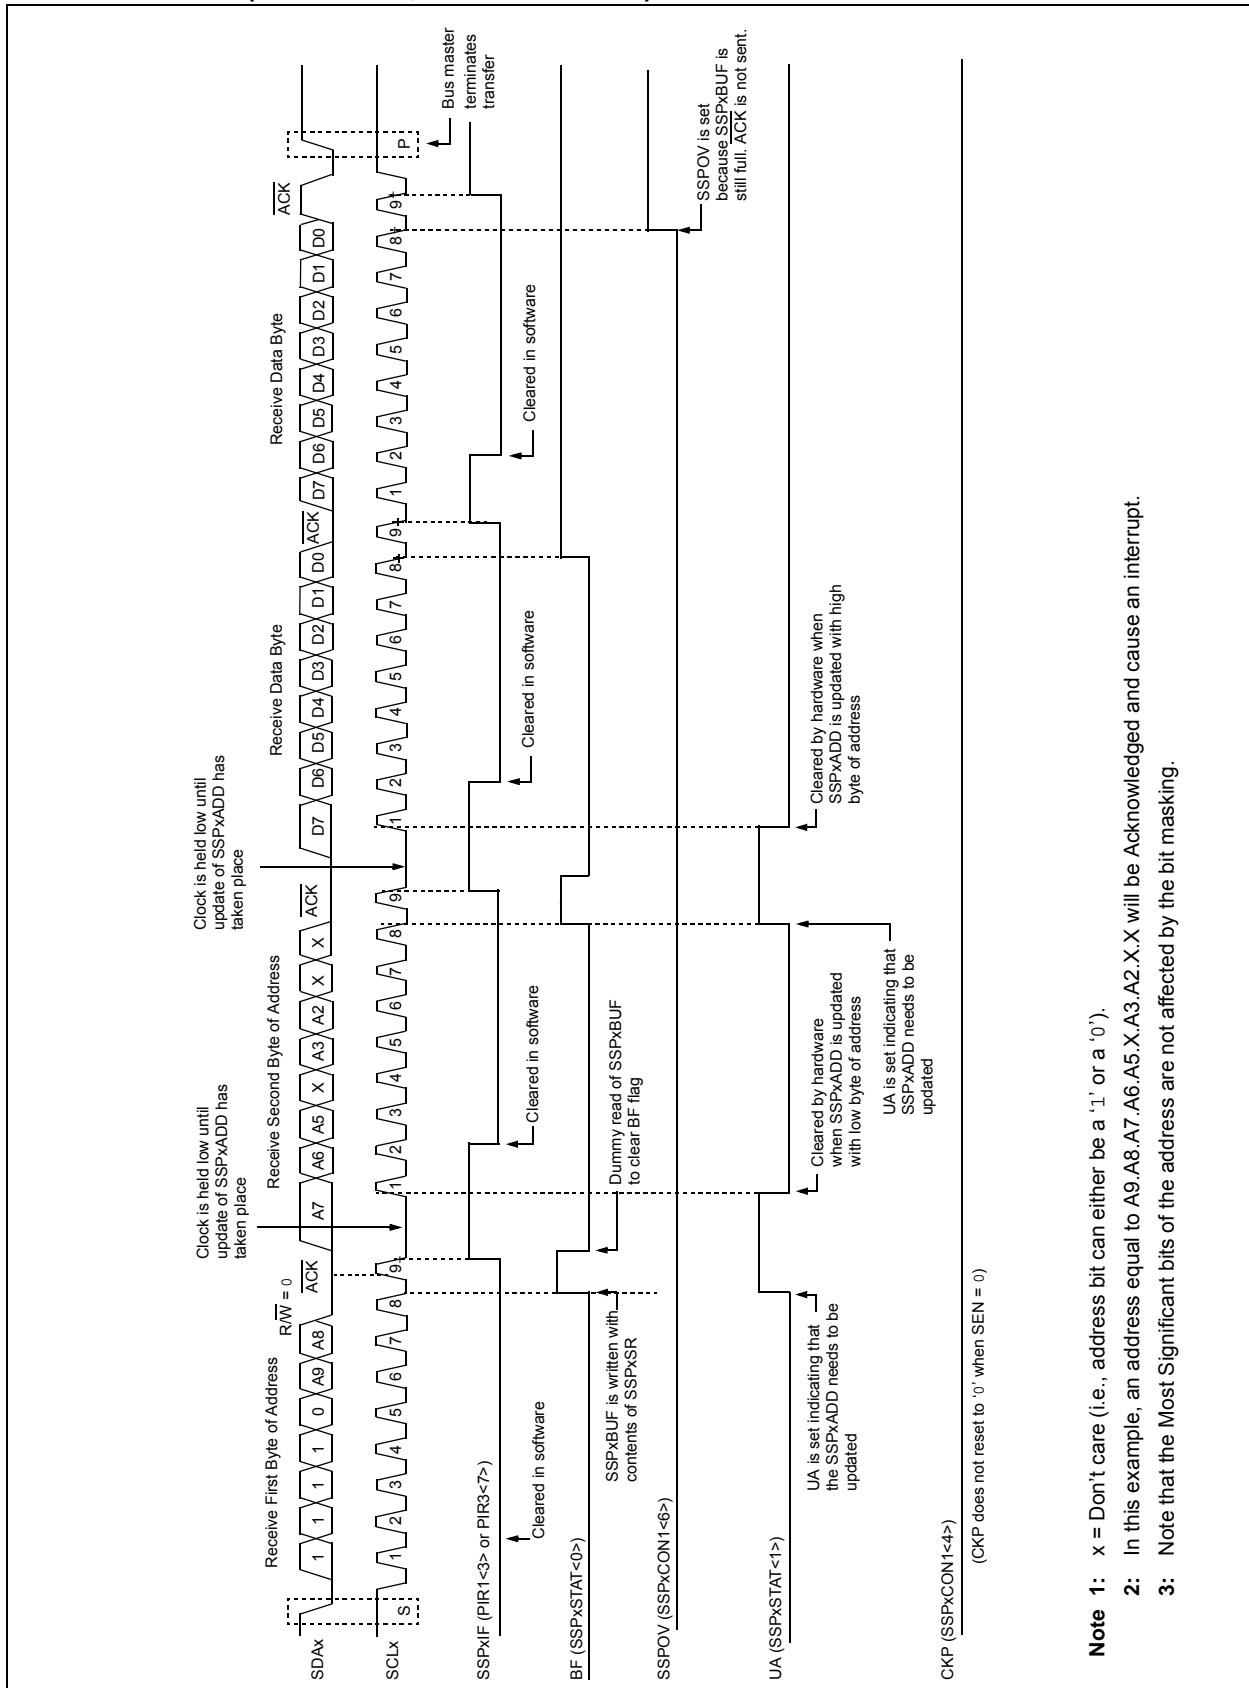 Receive First Byte of Address
R/W = 0
ACK
Clock is held low until
update of SSPxADD has
taken place
Receive Second Byte of Address
ACK
Clock is held low until
update of SSPxADD has
taken place
Receive Data Byte
ACK
Receive Data Byte
ACK
SDAx
1 1 1 1 0 A9 A8
A7 A6 A5 X A3 A2 X X
D7 D6 D5 D4 D3 D2 D1 D0
D7 D6 D5 D4 D3 D2 D1 D0
SCLx
S
1 2 3 4 5 6 7 8 9
1 2 3 4 5 6 7 8 9
1 2 3 4 5 6 7 8 9
1 2 3 4 5 6 7 8 9
P
Bus master
terminates
transfer
SSPxIF (PIR1<3> or PIR3<7>)
Cleared in software
Cleared in software
Cleared in software
Cleared in software
BF (SSPxSTAT<0>)
SSPxBUF is written with
contents of SSPxSR
Dummy read of SSPxBUF
to clear BF flag
SSPOV (SSPxCON1<6>)
SSPOV is set
because SSPxBUF is
still full. ACK is not sent.
UA (SSPxSTAT<1>)
UA is set indicating that
the SSPxADD needs to be
updated
Cleared by hardware
when SSPxADD is updated
with low byte of address
UA is set indicating that
SSPxADD needs to be
updated
Cleared by hardware when
SSPxADD is updated with high
byte of address
CKP (SSPxCON1<4>)
(CKP does not reset to ‘0’ when SEN = 0)
Note 1: x = Don't care (i.e., address bit can either be a ‘1’ or a ‘0’).
2: In this example, an address equal to A9.A8.A7.A6.A5.X.A3.A2.X.X will be Acknowledged and cause an interrupt.
3: Note that the Most Significant bits of the address are not affected by the bit masking.